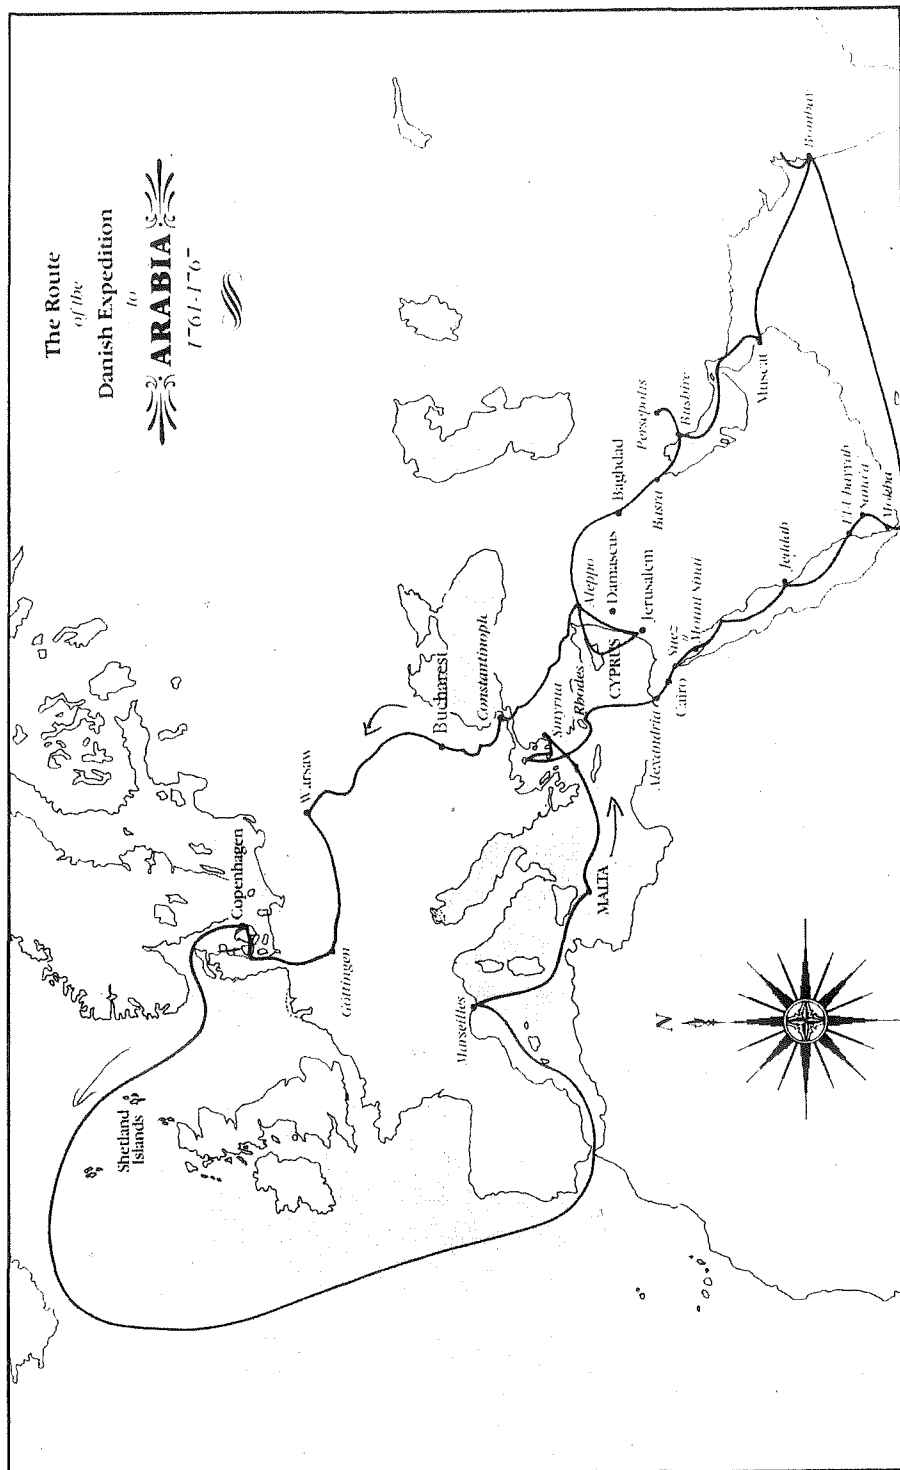 The Route
of the
Danish Expedition
to
ARABIA
1761-1767
Shetland
Islands
Copenhagen
Göttingen
Warsaw
Bucharest
Constantinople
Marseilles
MALTA
Smyrna
Rhodes
CYPRUS
Aleppo
Damascus
Jerusalem
Alexandria
Cairo
Suez
Mount Sinai
Jeddah
Sana'a
Mokha
Baghdad
Basra
Persepolis
Bushire
Muscat
Bombay
N